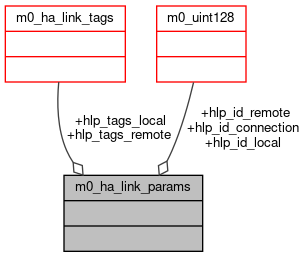 m0_ha_link_tags
m0_uint128
+hlp_tags_local
+hlp_tags_remote
+hlp_id_remote
+hlp_id_connection
+hlp_id_local
m0_ha_link_params